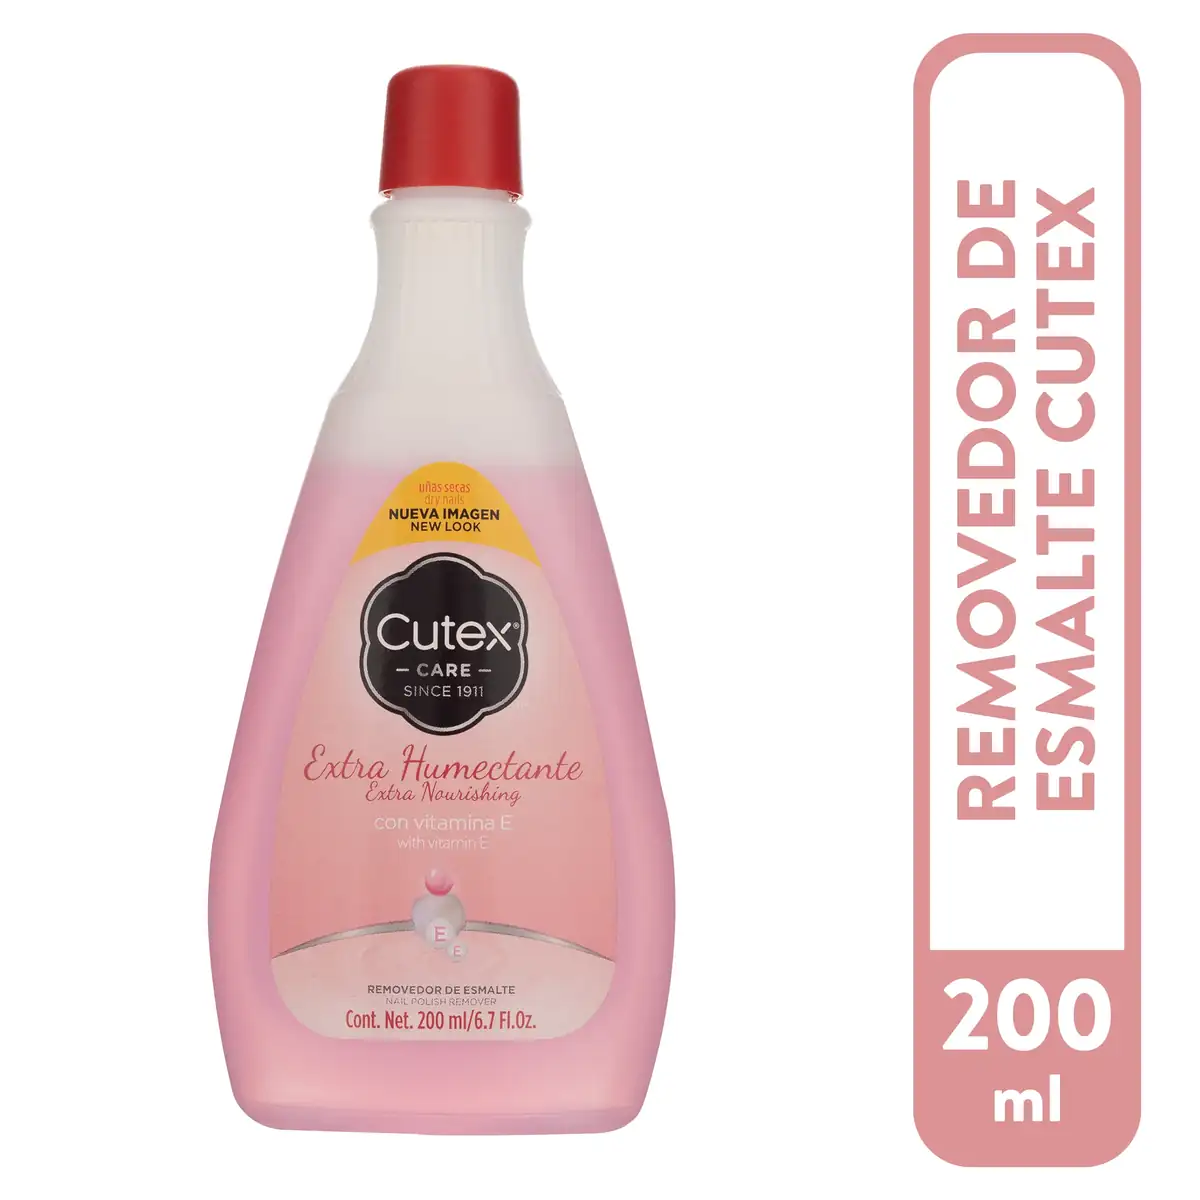 uñas secas
dry nails
NUEVA IMAGEN
NEW LOOK
Cutex®
CARE
SINCE 1911
Extra Humectante
Extra Nourishing
con vitamina E
with vitamin E
E
E
REMOVEDOR DE ESMALTE
NAIL POLISH REMOVER
Cont. Net. 200 ml/6.7 Fl.Oz.
REMOVEDOR DE
ESMALTE CUTEX
200
ml